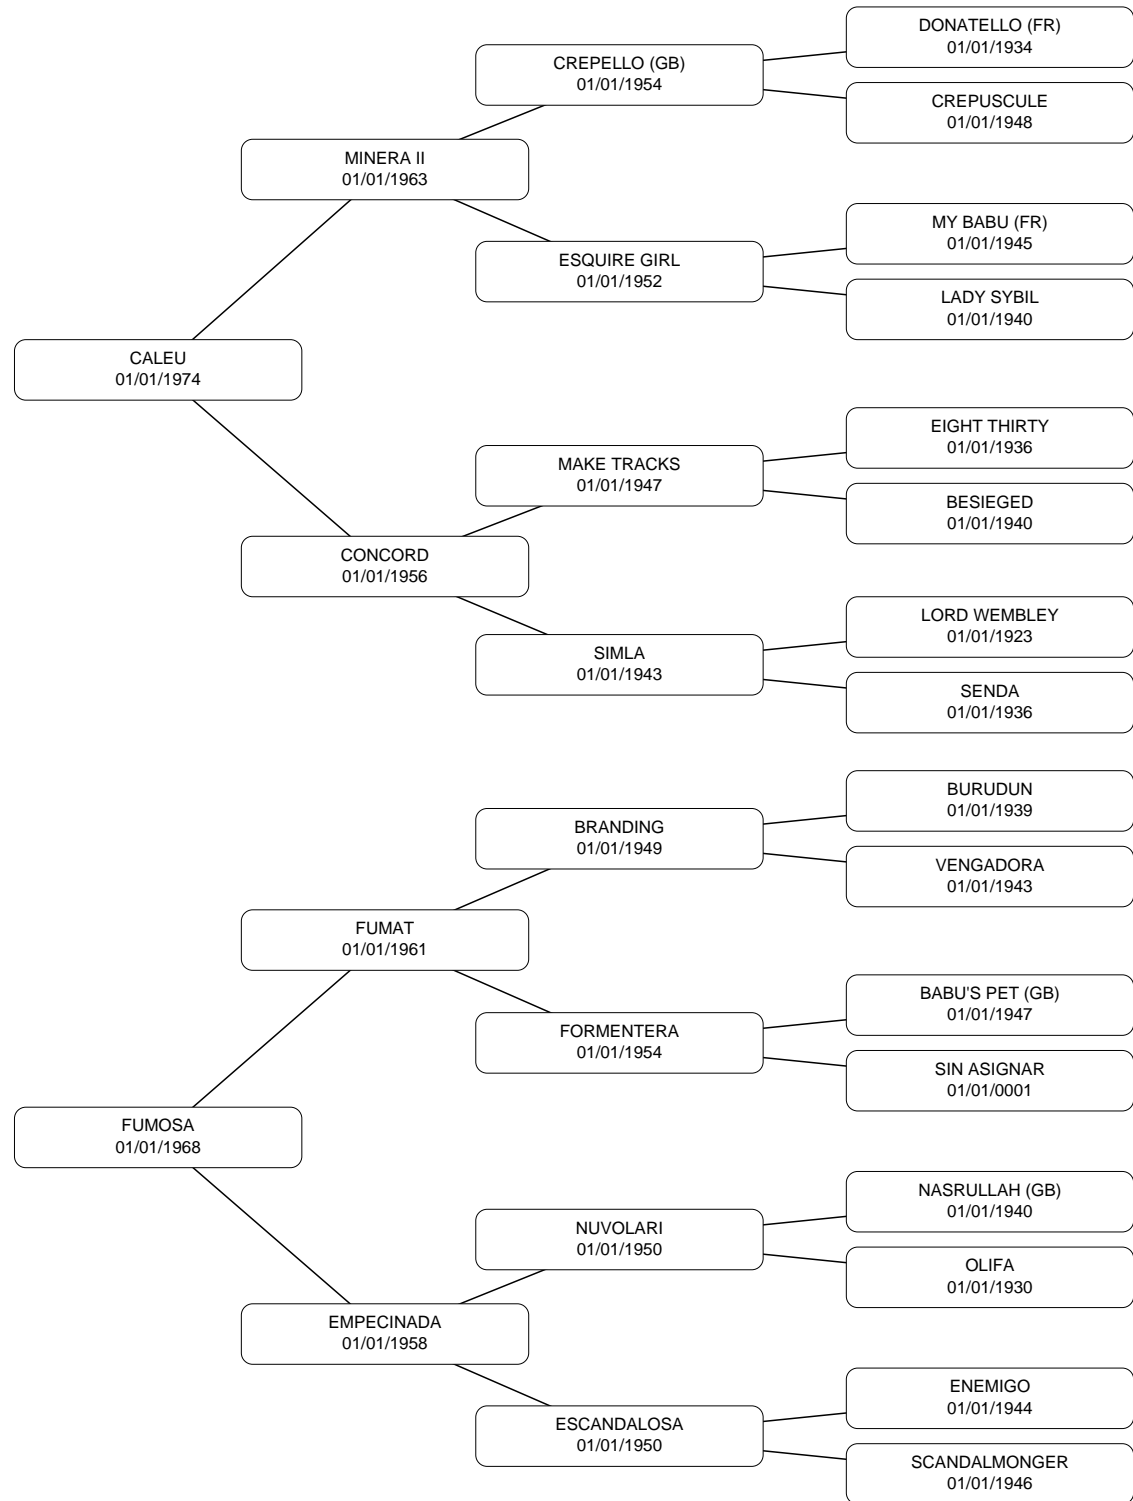 DONATELLO (FR)
01/01/1934
CREPELLO (GB)
01/01/1954
CREPUSCULE
01/01/1948
MINERA II
01/01/1963
MY BABU (FR)
01/01/1945
ESQUIRE GIRL
01/01/1952
LADY SYBIL
01/01/1940
CALEU
01/01/1974
EIGHT THIRTY
01/01/1936
MAKE TRACKS
01/01/1947
BESIEGED
01/01/1940
CONCORD
01/01/1956
LORD WEMBLEY
01/01/1923
SIMLA
01/01/1943
SENDA
01/01/1936
BURUDUN
01/01/1939
BRANDING
01/01/1949
VENGADORA
01/01/1943
FUMAT
01/01/1961
BABU'S PET (GB)
01/01/1947
FORMENTERA
01/01/1954
SIN ASIGNAR
01/01/0001
FUMOSA
01/01/1968
NASRULLAH (GB)
01/01/1940
NUVOLARI
01/01/1950
OLIFA
01/01/1930
EMPECINADA
01/01/1958
ENEMIGO
01/01/1944
ESCANDALOSA
01/01/1950
SCANDALMONGER
01/01/1946